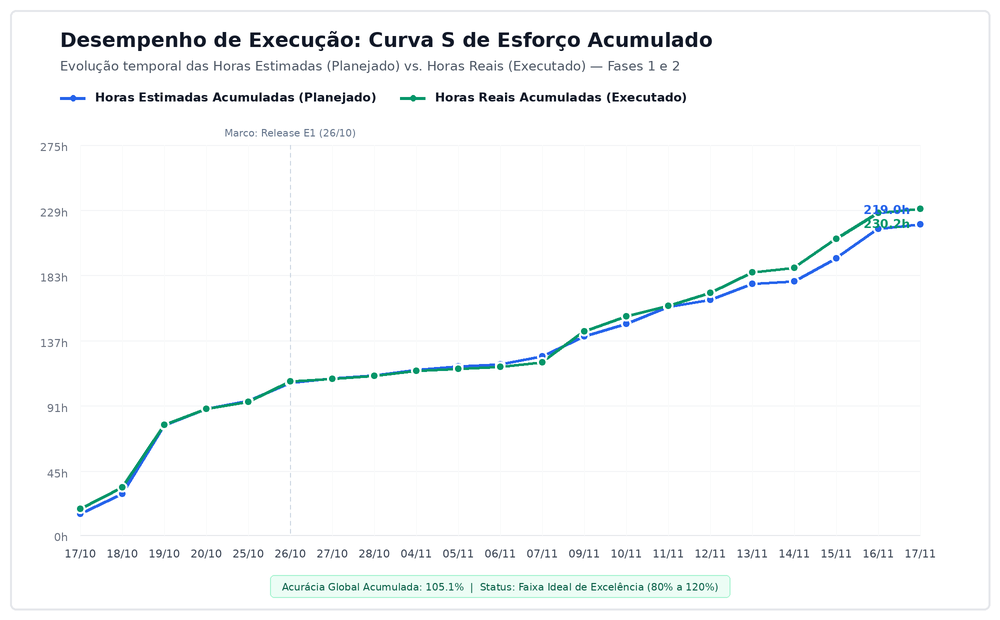 Desempenho de Execução: Curva S de Esforço Acumulado
Evolução temporal das Horas Estimadas (Planejado) vs. Horas Reais (Executado) — Fases 1 e 2
Horas Estimadas Acumuladas (Planejado)
Horas Reais Acumuladas (Executado)
Marco: Release E1 (26/10)
275h
229h
183h
137h
91h
45h
0h
219.0h
230.2h
17/10 18/10 19/10 20/10 25/10 26/10 27/10 28/10 04/11 05/11 06/11 07/11 09/11 10/11 11/11 12/11 13/11 14/11 15/11 16/11 17/11
Acurácia Global Acumulada: 105.1% | Status: Faixa Ideal de Excelência (80% a 120%)